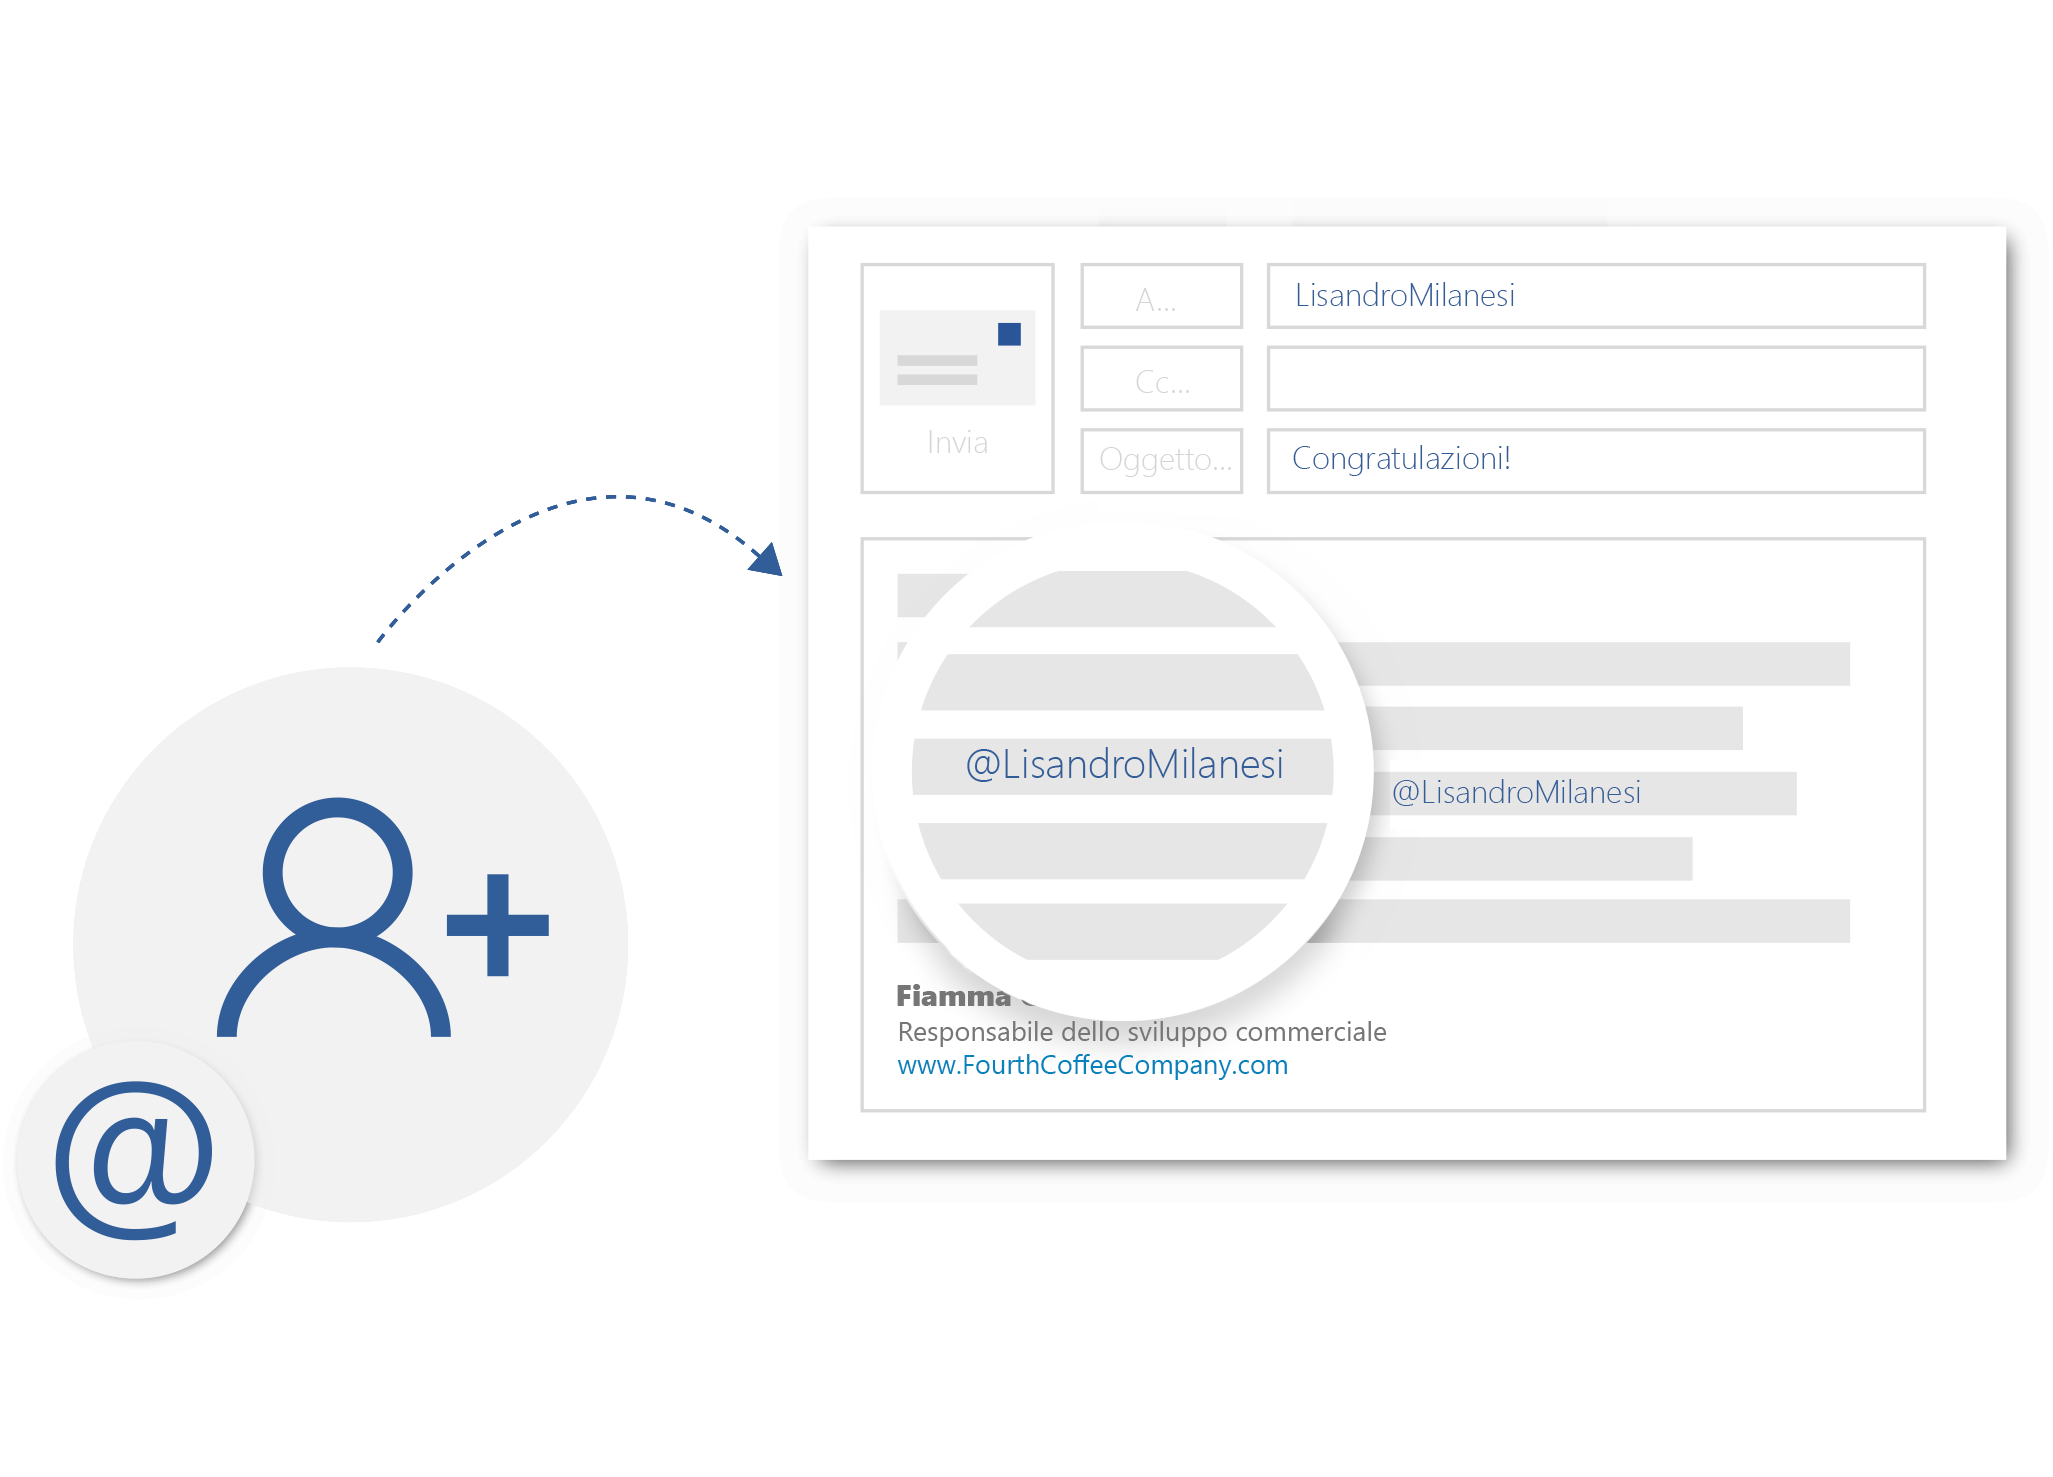 A...
LisandroMilanesi
Cc...
Invia
Oggetto...
Congratulazioni!
@LisandroMilanesi
@LisandroMilanesi
Fiamma
Responsabile dello sviluppo commerciale
www.FourthCoffeeCompany.com
@